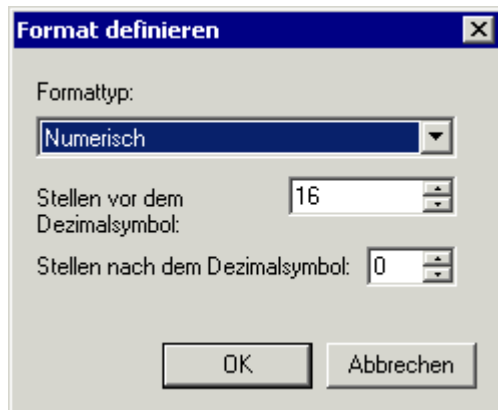 Format definieren
Formattyp:
Numerisch
Stellen vor dem
Dezimalsymbol:
16
Stellen nach dem Dezimalsymbol:
0
OK
Abbrechen